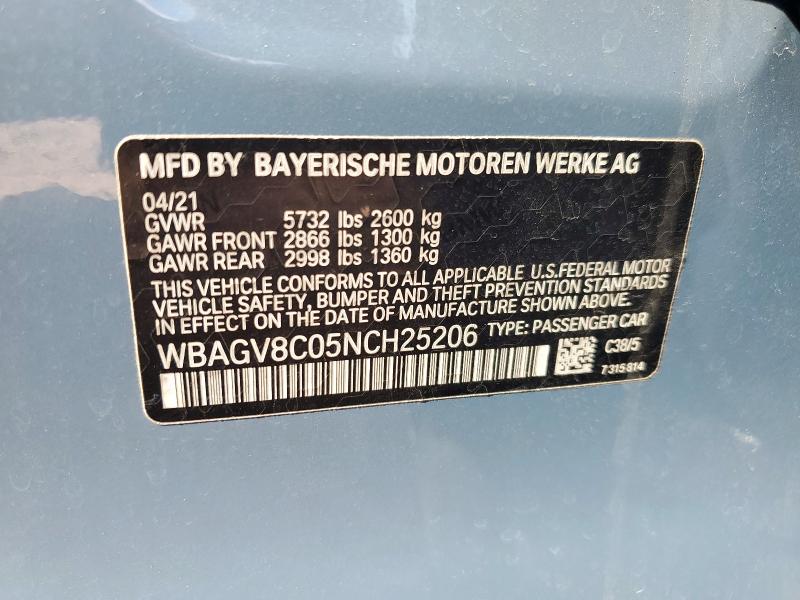 MFD BY BAYERISCHE MOTOREN WERKE AG
04/21
GVWR 5732 lbs 2600 kg
GAWR FRONT 2866 lbs 1300 kg
GAWR REAR 2998 lbs 1360 kg
THIS VEHICLE CONFORMS TO ALL APPLICABLE U.S.FEDERAL MOTOR
VEHICLE SAFETY, BUMPER AND THEFT PREVENTION STANDARDS
IN EFFECT ON THE DATE OF MANUFACTURE SHOWN ABOVE.
WBAGV8C05NCH25206 TYPE: PASSENGER CAR
C38/5
7315814